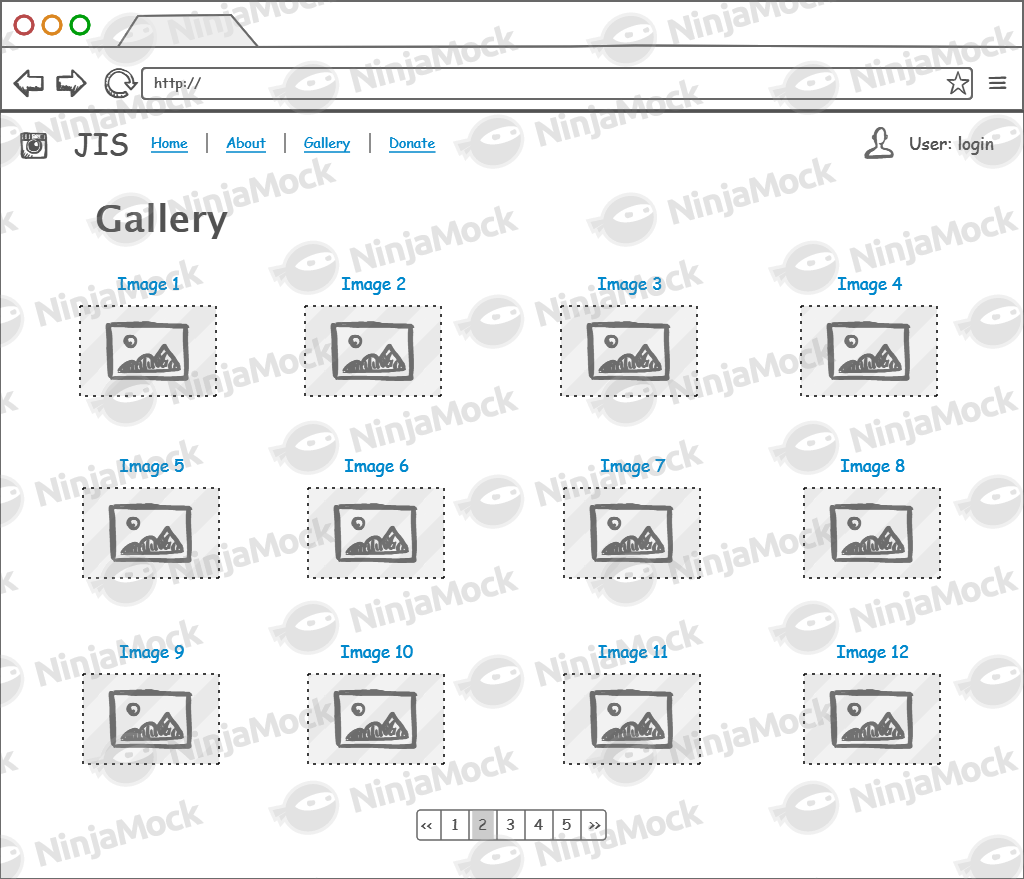 http://
JIS Home | About | Gallery | Donate User: login
Gallery
Image 1 Image 2 Image 3 Image 4
Image 5 Image 6 Image 7 Image 8
Image 9 Image 10 Image 11 Image 12
<< 1 2 3 4 5 >>
NinjaMock